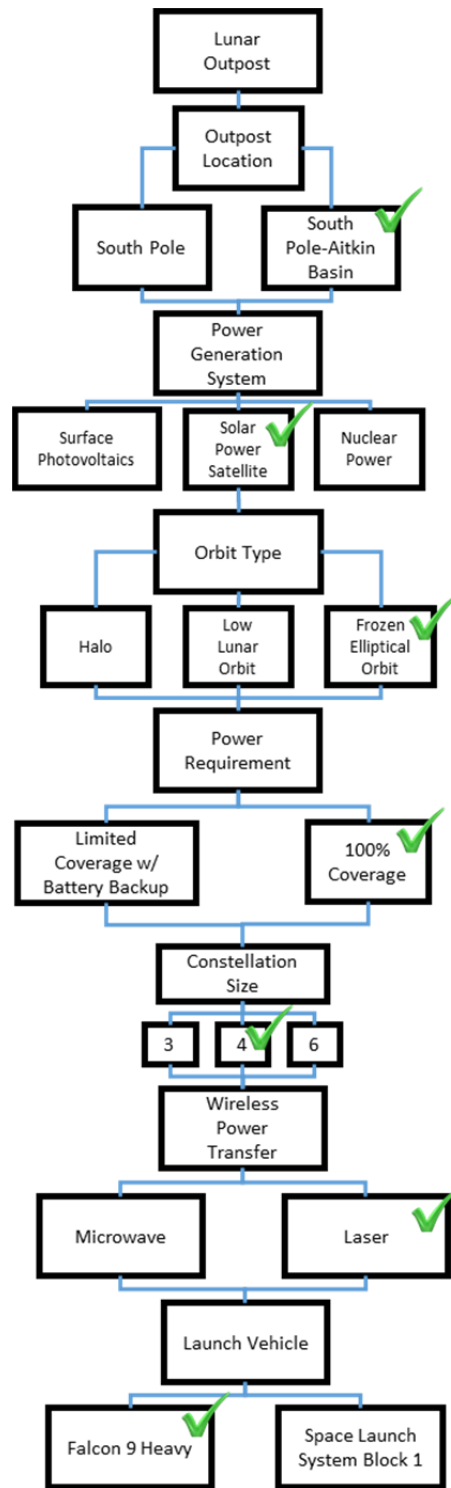 Lunar
Outpost
Outpost
Location
South Pole
South
Pole-Aitkin
Basin
Power
Generation
System
Surface
Photovoltaics
Solar
Power
Satellite
Nuclear
Power
Orbit Type
Halo
Low
Lunar
Orbit
Frozen
Elliptical
Orbit
Power
Requirement
Limited
Coverage w/
Battery Backup
100%
Coverage
Constellation
Size
3
4
6
Wireless
Power
Transfer
Microwave
Laser
Launch Vehicle
Falcon 9 Heavy
Space Launch
System Block 1